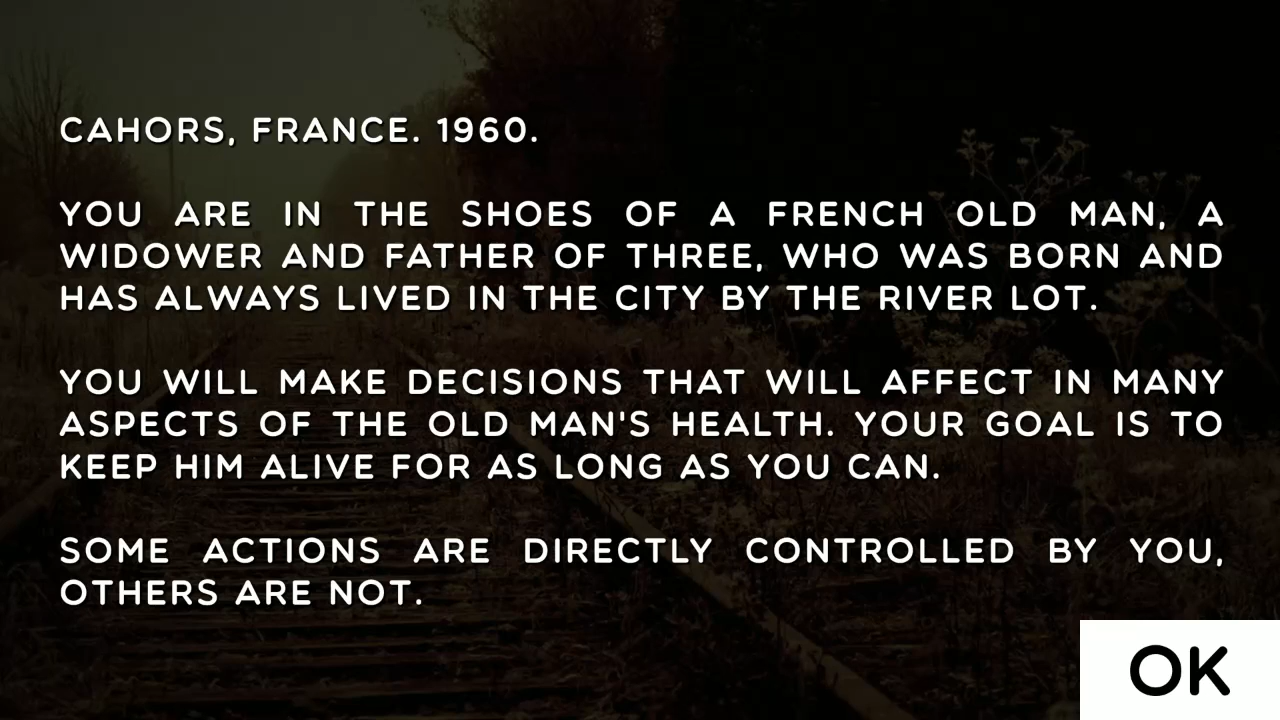 CAHORS, FRANCE. 1960.
YOU ARE IN THE SHOES OF A FRENCH OLD MAN, A
WIDOWER AND FATHER OF THREE, WHO WAS BORN AND
HAS ALWAYS LIVED IN THE CITY BY THE RIVER LOT.
YOU WILL MAKE DECISIONS THAT WILL AFFECT IN MANY
ASPECTS OF THE OLD MAN'S HEALTH. YOUR GOAL IS TO
KEEP HIM ALIVE FOR AS LONG AS YOU CAN.
SOME ACTIONS ARE DIRECTLY CONTROLLED BY YOU,
OTHERS ARE NOT.
OK